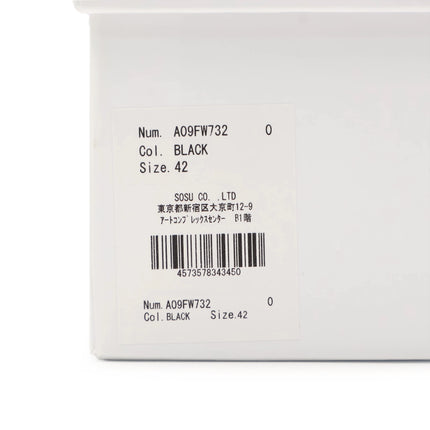 Num. A09FW732 0
Col. BLACK
Size. 42
SOSU CO. .LTD
東京都新宿区大京町12-9
アートコンプレックスセンター B1階
4573578343450
Num. A09FW732 0
Col. BLACK Size. 42